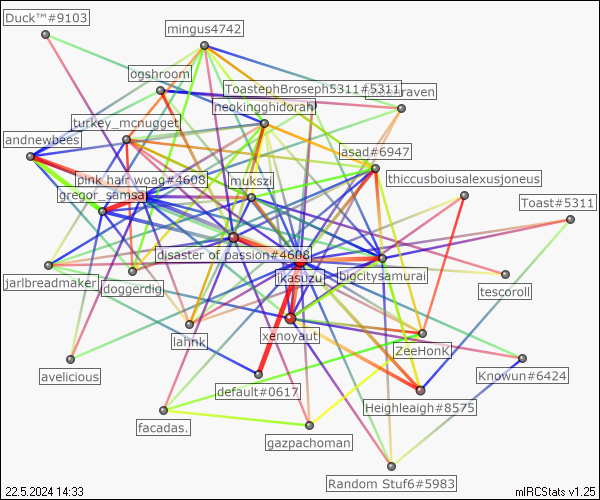 Duck™#9103
mingus4742
ogshroom
ToastephBroseph5311#5311
neokingghidorah
turkey_mcnugget
andnewbees
asad#6947
pink hair woag#4608
mukszi
thiccusboiusalexusjoneus
gregor_samsa
Toast#5311
disaster of passion#4608
jarlbreadmaker
doggerdig
ikasuzu
bigcitysamurai
tescoroll
lahnk
xenoyaut
ZeeHonK
avelicious
default#0617
Knowun#6424
Heighleaigh#8575
facadas.
gazpachoman
Random Stuf6#5983
22.5.2024 14:33
mIRCStats v1.25